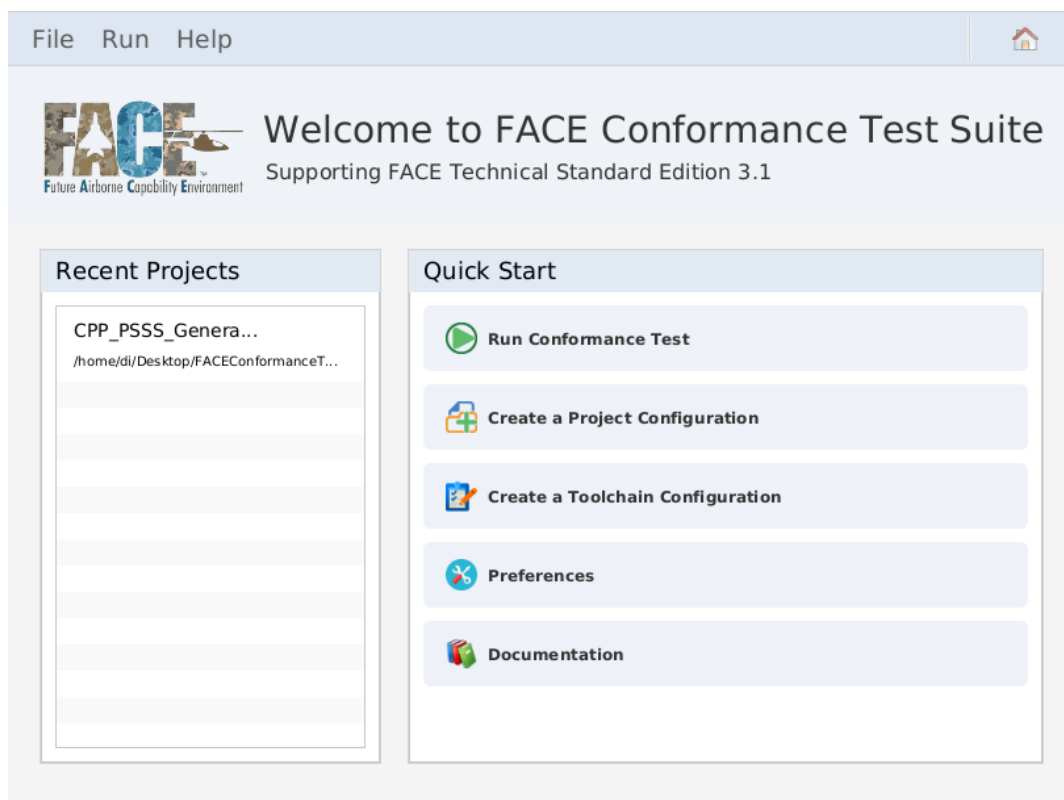 File Run Help
FACE
Future Airborne Capability Environment
Welcome to FACE Conformance Test Suite
Supporting FACE Technical Standard Edition 3.1
Recent Projects
CPP_PSSS_Genera...
/home/di/Desktop/FACEConformanceT...
Quick Start
Run Conformance Test
Create a Project Configuration
Create a Toolchain Configuration
Preferences
Documentation